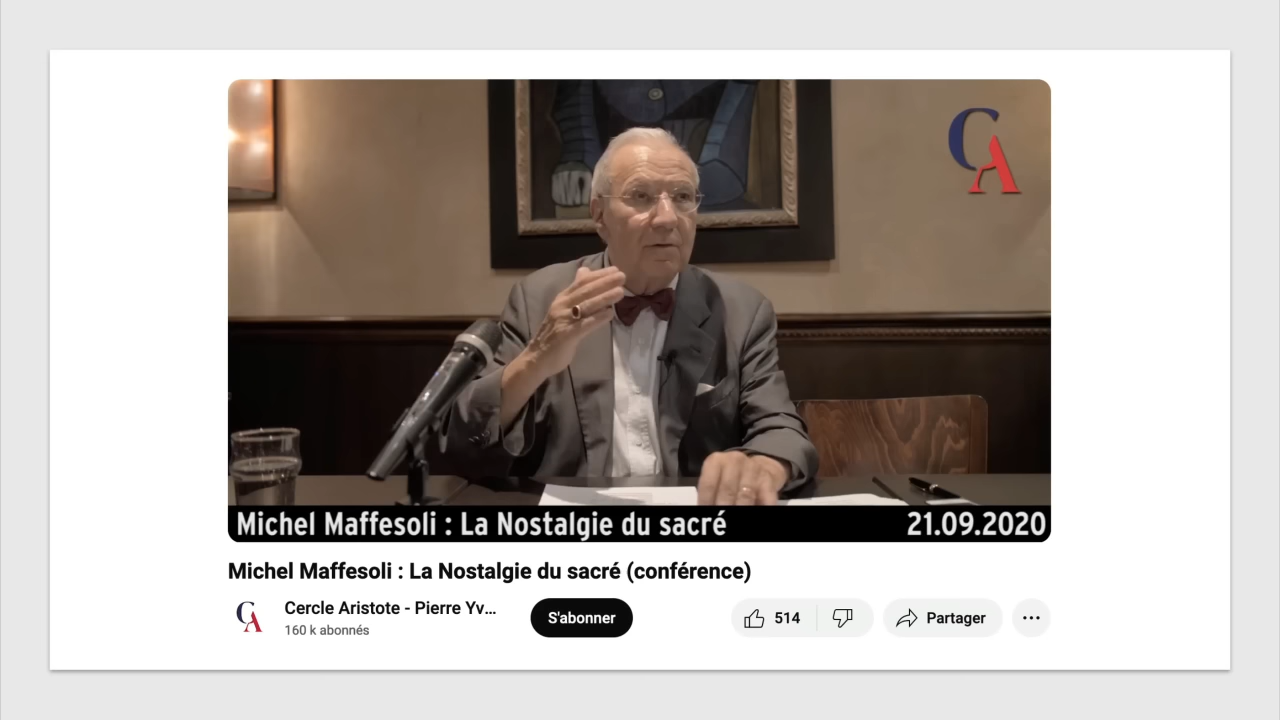 CA
Michel Maffesoli : La Nostalgie du sacré 21.09.2020
Michel Maffesoli : La Nostalgie du sacré (conférence)
CA
Cercle Aristote - Pierre Yv...
160 k abonnés
S'abonner
514
Partager